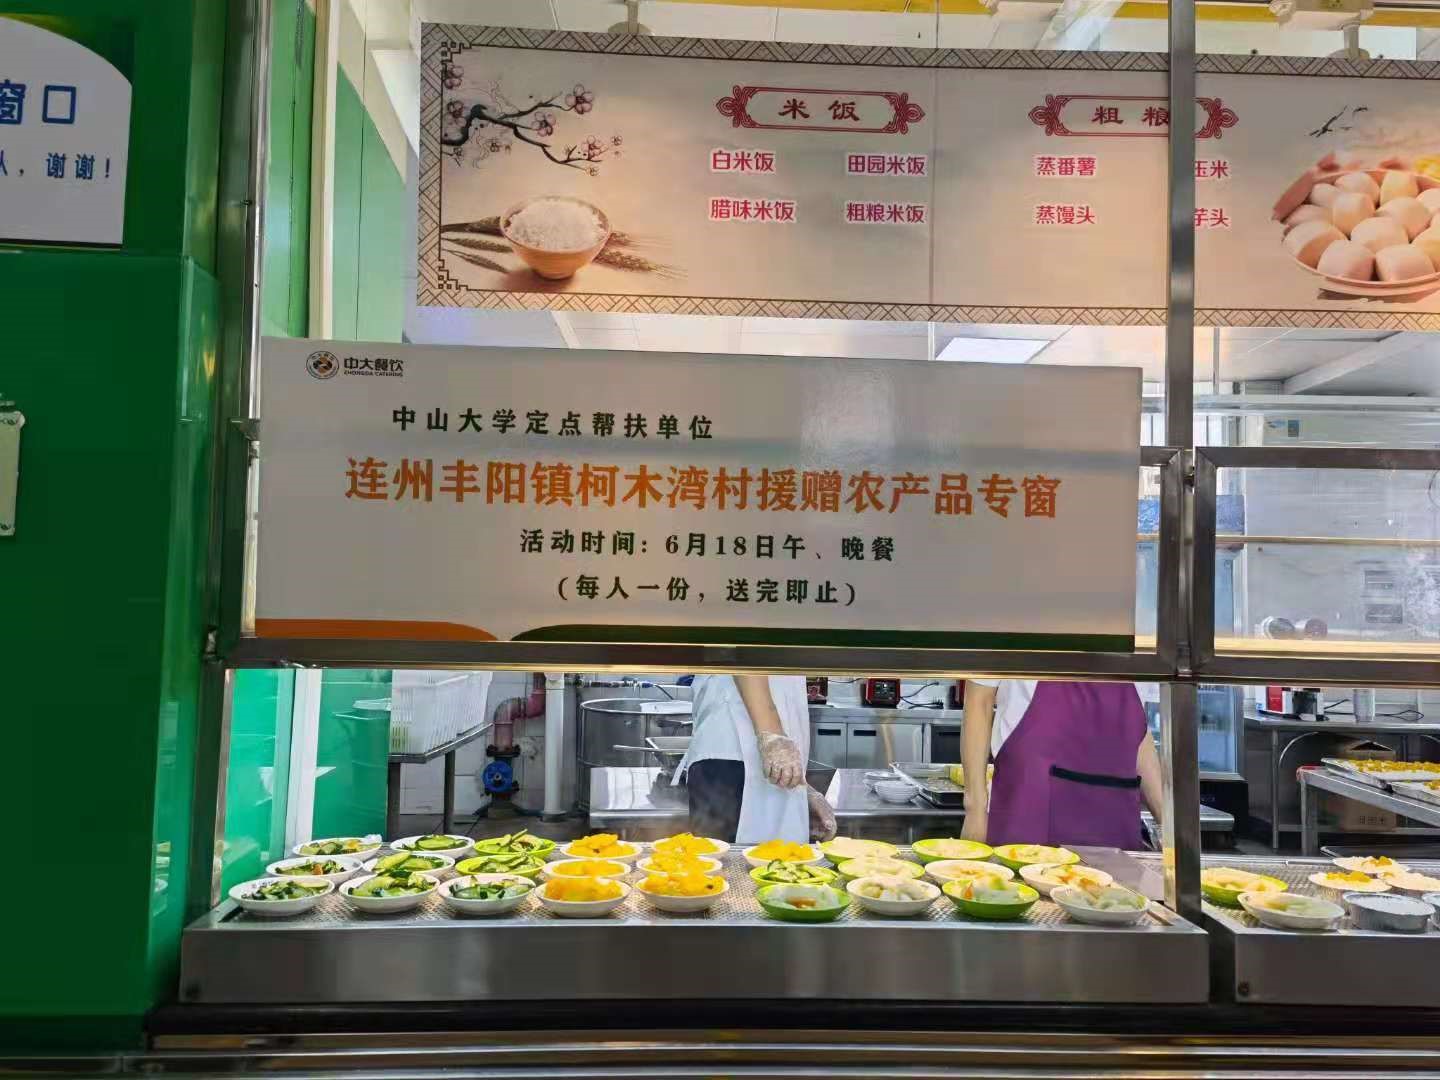 窗口
队，谢谢！
米饭
粗粮
白米饭
田园米饭
蒸番薯
玉米
腊味米饭
粗粮米饭
蒸馒头
芋头
中大餐饮
ZHONGDA CATERING
中山大学定点帮扶单位
连州丰阳镇柯木湾村援赠农产品专窗
活动时间：6月18日午、晚餐
（每人一份，送完即止）